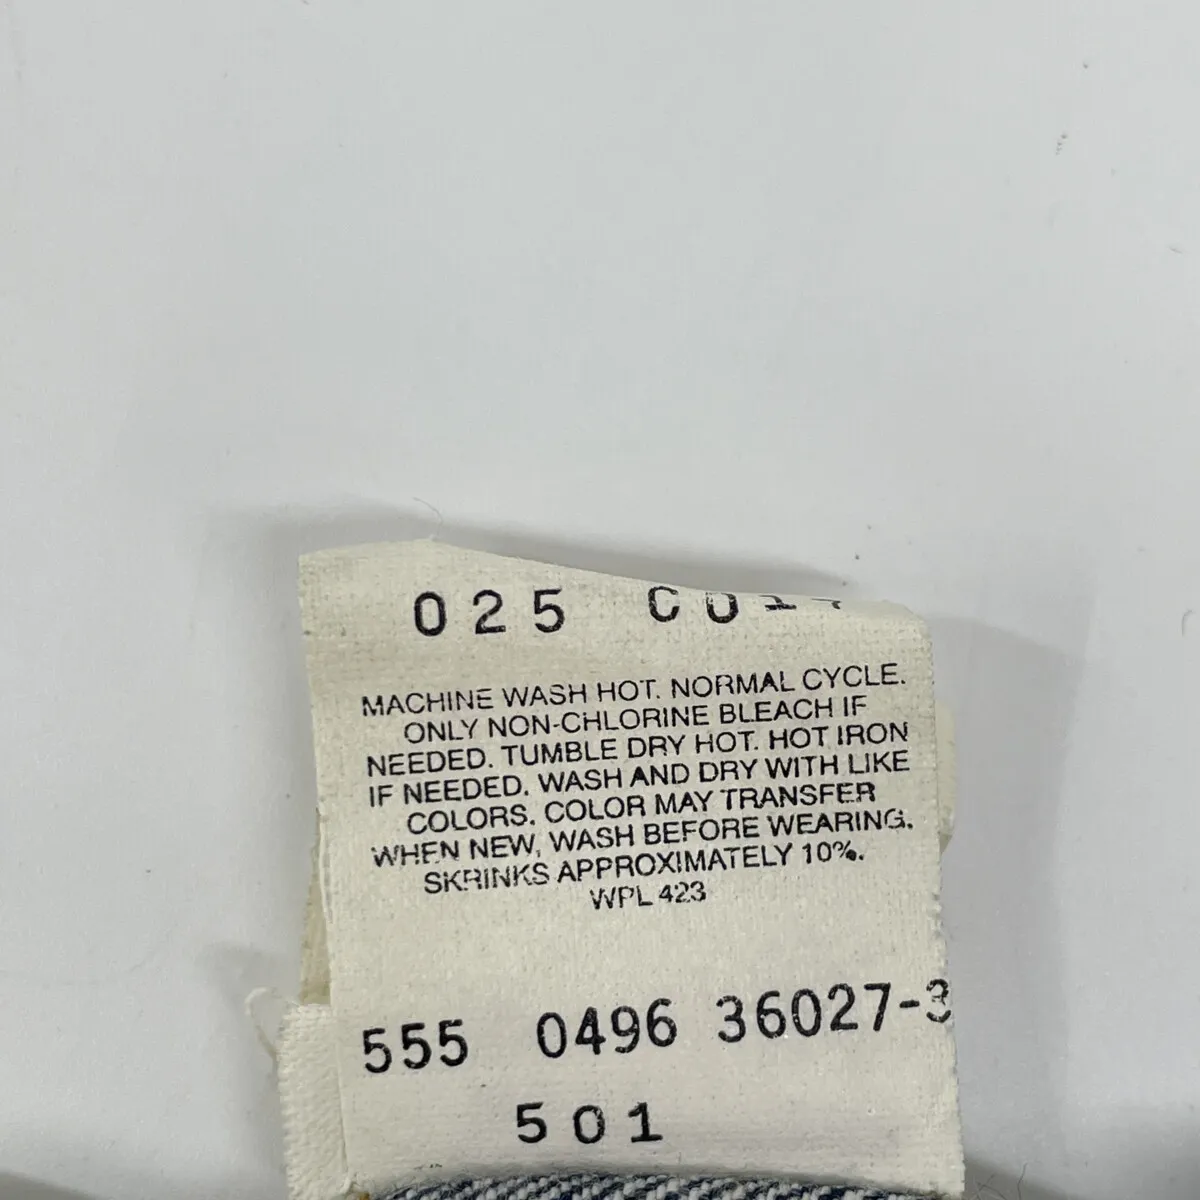 025
MACHINE WASH HOT. NORMAL CYCLE.
ONLY NON-CHLORINE BLEACH IF
NEEDED. TUMBLE DRY HOT. HOT IRON
IF NEEDED. WASH AND DRY WITH LIKE
COLORS. COLOR MAY TRANSFER
WHEN NEW, WASH BEFORE WEARING.
SKRINKS APPROXIMATELY 10%.
WPL 423
555 0496 36027-3
501